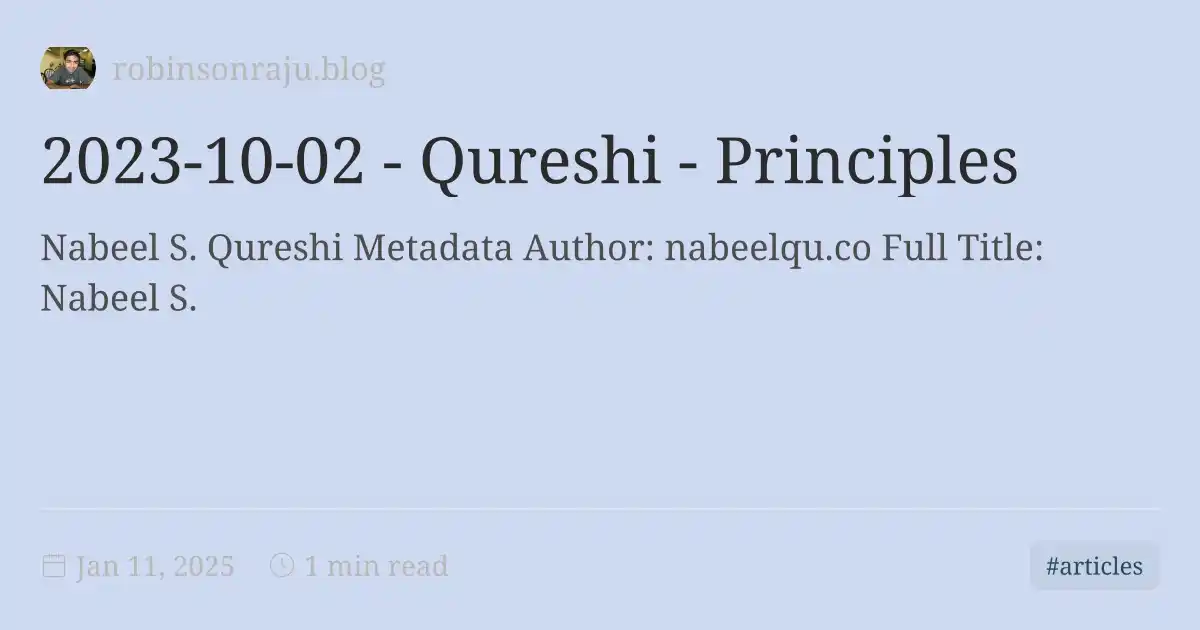 robinsonraju.blog
2023-10-02 - Qureshi - Principles
Nabeel S. Qureshi Metadata Author: nabeelqu.co Full Title:
Nabeel S.
Jan 11, 2025 1 min read
#articles